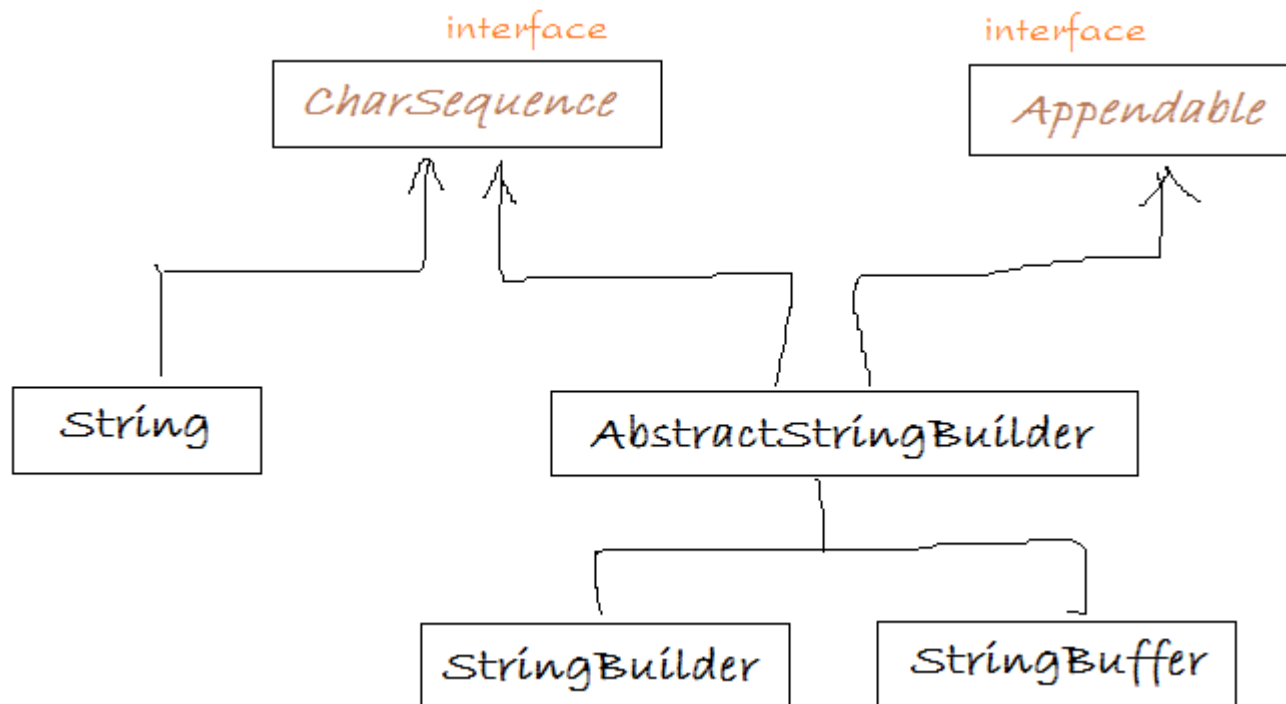 interface
interface
CharSequence
Appendable
String
AbstractStringBuilder
StringBuilder
StringBuffer